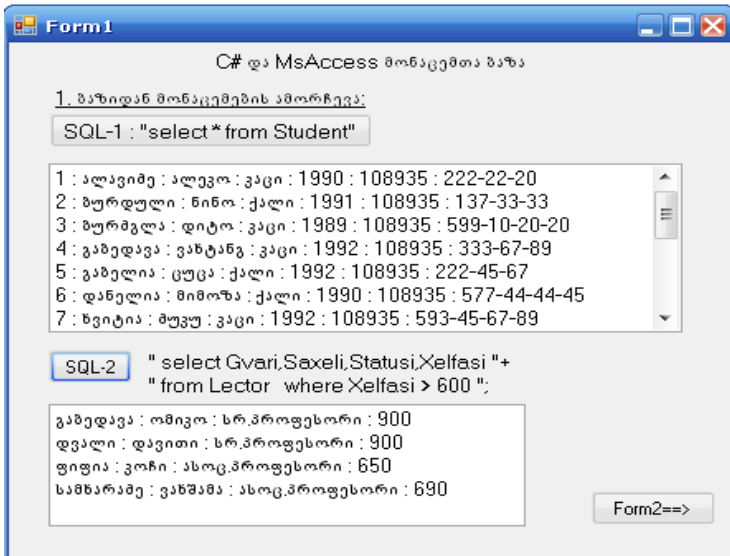 Form1
C# და MsAccess მონაცემთა ბაზა
1. ბაზიდან მონაცემების ამორჩევა:
SQL-1 : "select * from Student"
1 : ალავიძე : ალეკო : კაცი : 1990 : 108935 : 222-22-20
2 : ბურდული : ნინო : ქალი : 1991 : 108935 : 137-33-33
3 : ბურძგლა : დიტო : კაცი : 1989 : 108935 : 599-10-20-20
4 : გაბედავა : ვახტანგ : კაცი : 1992 : 108935 : 333-67-89
5 : გაბელია : ცუცა : ქალი : 1992 : 108935 : 222-45-67
6 : დანელია : მიმოზა : ქალი : 1990 : 108935 : 577-44-44-45
7 : ხვიტია : ძუკუ : კაცი : 1992 : 108935 : 593-45-67-89
SQL-2
" select Gvari,Saxeli,Statusi,Xelfasi "+
" from Lector where Xelfasi > 600 ";
გაბედავა : ომიკო : სრ.პროფესორი : 900
დვალი : დავითი : სრ.პროფესორი : 900
ფიფია : კოჩი : ასოც.პროფესორი : 650
სამხარაძე : ვახშამა : ასოც.პროფესორი : 690
Form2==>